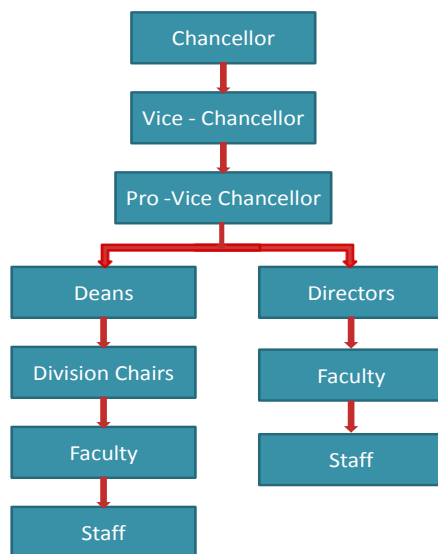 Chancellor
Vice - Chancellor
Pro -Vice Chancellor
Deans
Directors
Division Chairs
Faculty
Faculty
Staff
Staff